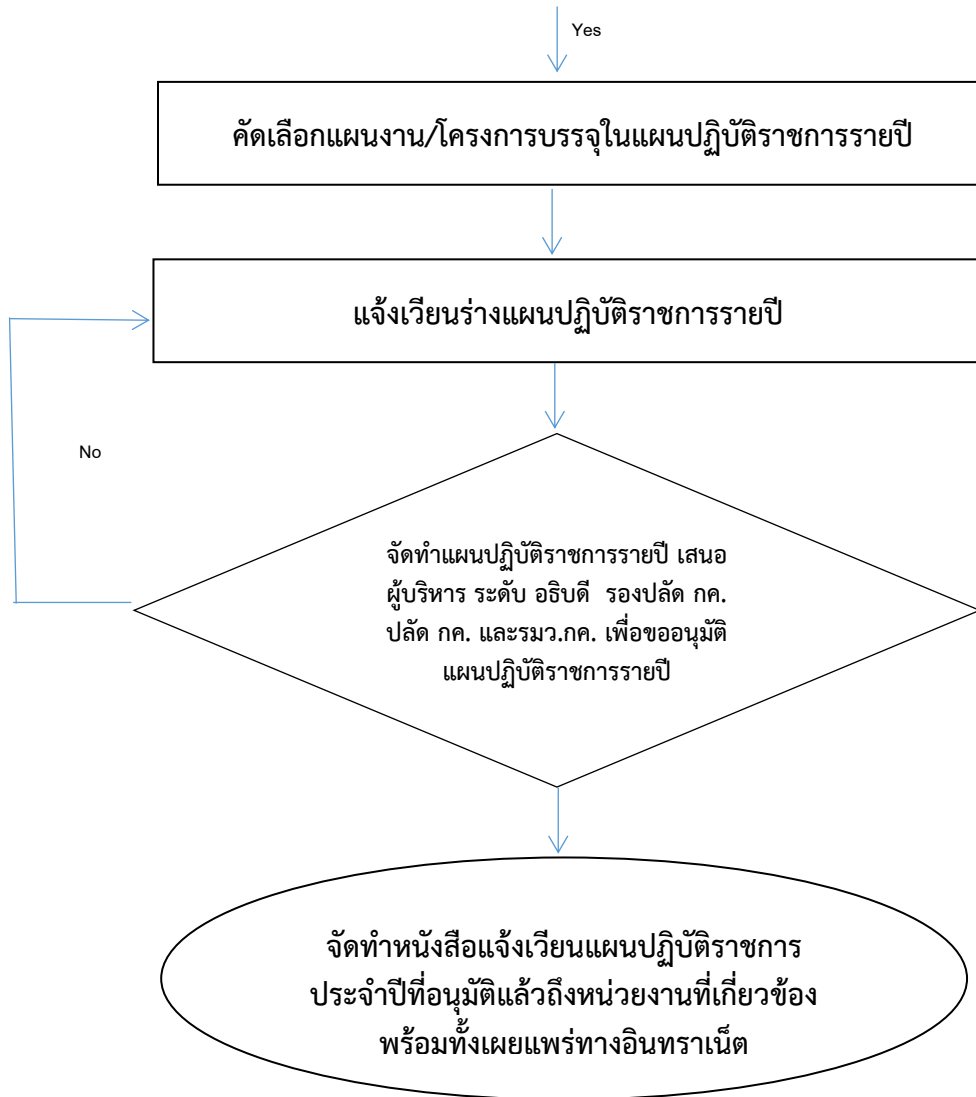 Yes
คัดเลือกแผนงาน/โครงการบรรจุในแผนปฏิบัติราชการรายปี
แจ้งเวียนร่างแผนปฏิบัติราชการรายปี
No
จัดทำแผนปฏิบัติราชการรายปี เสนอ
ผู้บริหาร ระดับ อธิบดี รองปลัด กค.
ปลัด กค. และรมว.กค. เพื่อขออนุมัติ
แผนปฏิบัติราชการรายปี
จัดทำหนังสือแจ้งเวียนแผนปฏิบัติราชการ
ประจำปีที่อนุมัติแล้วถึงหน่วยงานที่เกี่ยวข้อง
พร้อมทั้งเผยแพร่ทางอินทราเน็ต